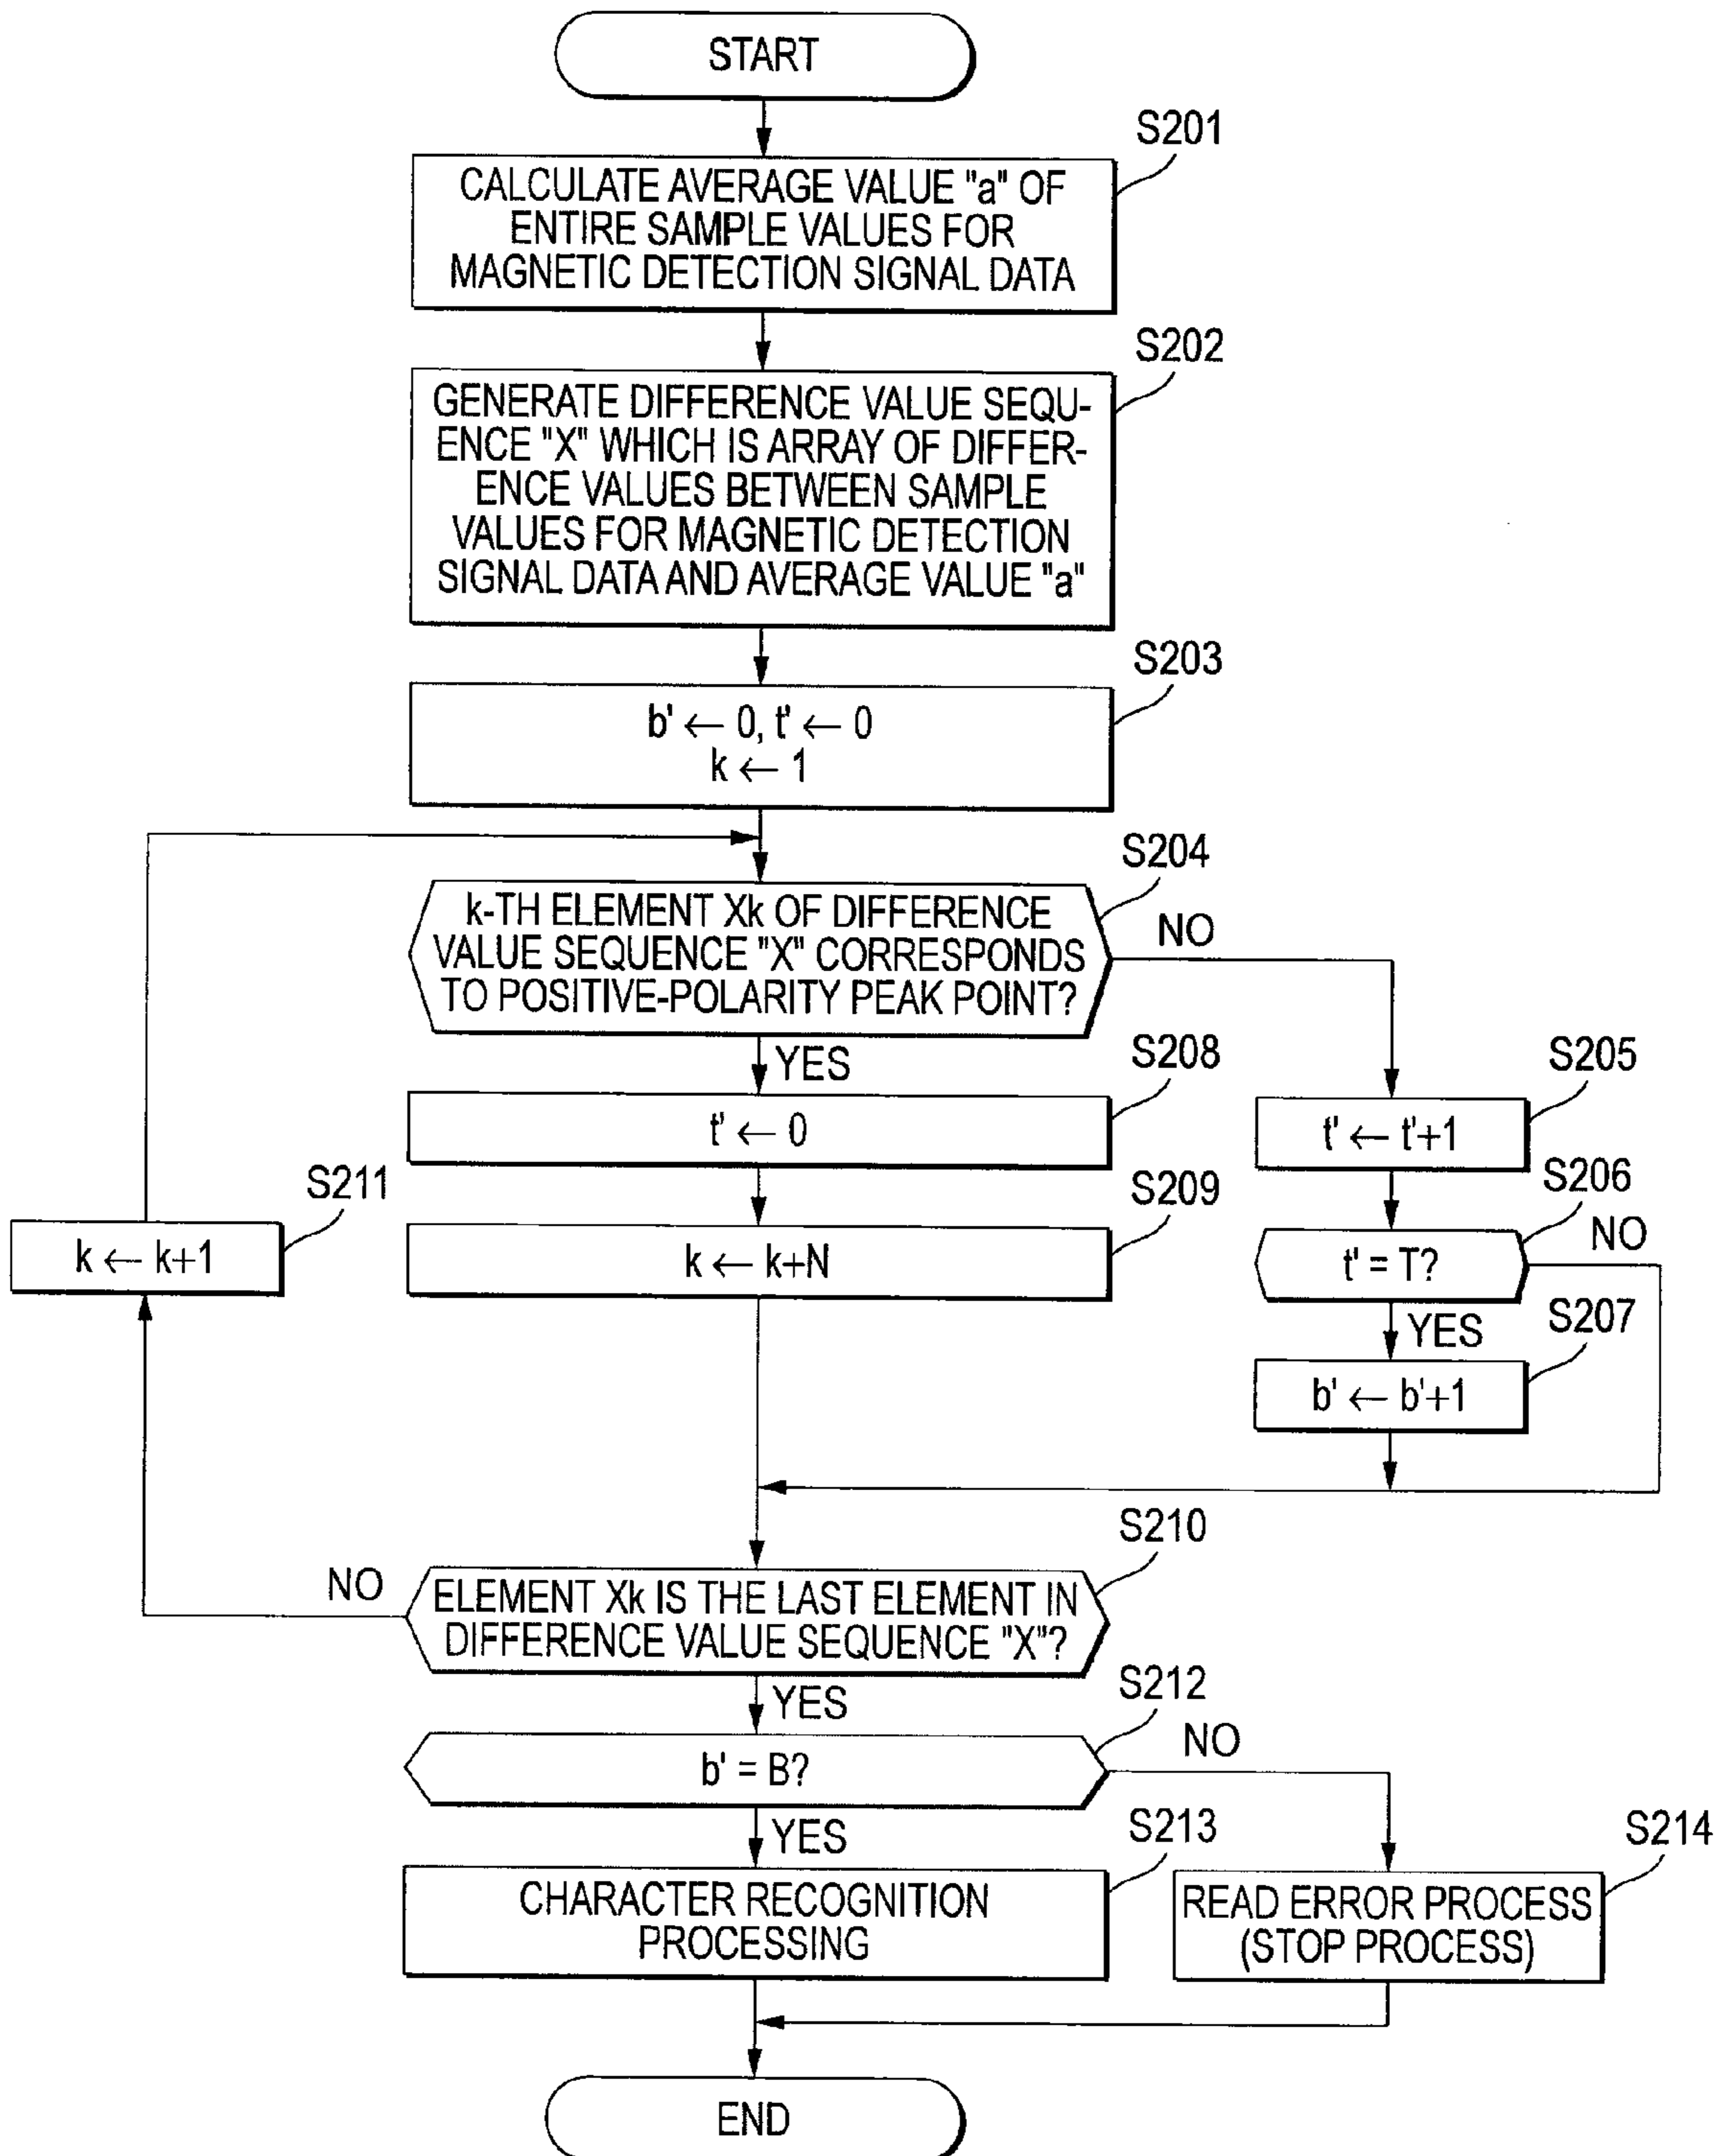 START
S201
CALCULATE AVERAGE VALUE "a" OF
ENTIRE SAMPLE VALUES FOR
MAGNETIC DETECTION SIGNAL DATA
S202
GENERATE DIFFERENCE VALUE SEQU-
ENCE "X" WHICH IS ARRAY OF DIFFER-
ENCE VALUES BETWEEN SAMPLE
VALUES FOR MAGNETIC DETECTION
SIGNAL DATA AND AVERAGE VALUE "a"
S203
b' ← 0, t' ← 0
k ← 1
S204
k-TH ELEMENT Xk OF DIFFERENCE
VALUE SEQUENCE "X" CORRESPONDS
TO POSITIVE-POLARITY PEAK POINT?
NO
YES
S208
t' ← 0
S205
t' ← t'+1
S211
k ← k+1
S209
k ← k+N
S206
t' = T?
NO
YES
S207
b' ← b'+1
S210
NO
ELEMENT Xk IS THE LAST ELEMENT IN
DIFFERENCE VALUE SEQUENCE "X"?
YES
S212
b' = B?
NO
YES
S213
CHARACTER RECOGNITION
PROCESSING
S214
READ ERROR PROCESS
(STOP PROCESS)
END